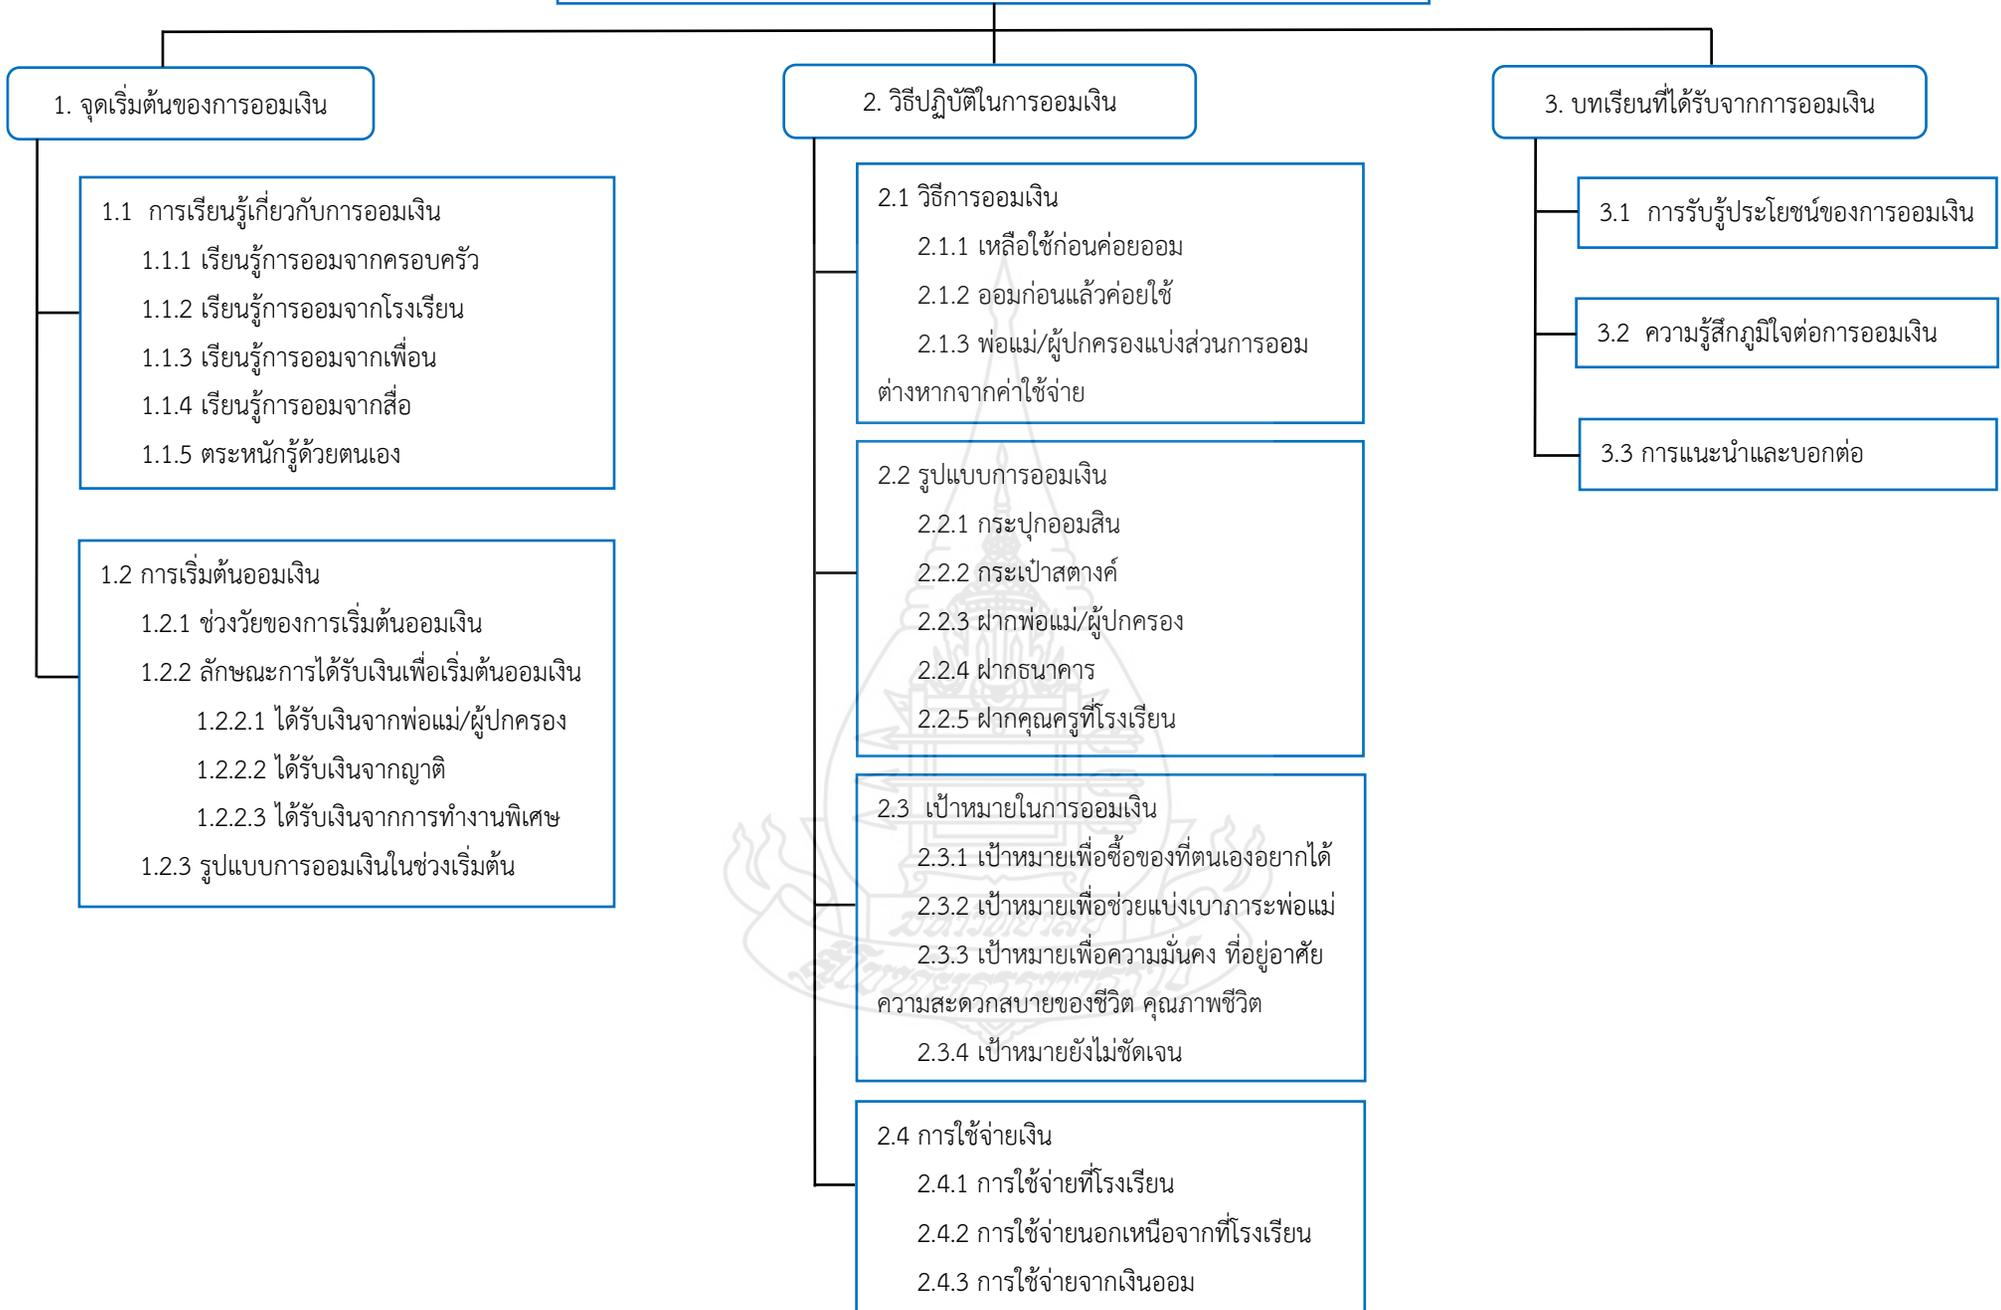 1. จุดเริ่มต้นของการออมเงิน
1.1 การเรียนรู้เกี่ยวกับการออมเงิน
1.1.1 เรียนรู้การออมจากครอบครัว
1.1.2 เรียนรู้การออมจากโรงเรียน
1.1.3 เรียนรู้การออมจากเพื่อน
1.1.4 เรียนรู้การออมจากสื่อ
1.1.5 ตระหนักรู้ด้วยตนเอง
1.2 การเริ่มต้นออมเงิน
1.2.1 ช่วงวัยของการเริ่มต้นออมเงิน
1.2.2 ลักษณะการได้รับเงินเพื่อเริ่มต้นออมเงิน
1.2.2.1 ได้รับเงินจากพ่อแม่/ผู้ปกครอง
1.2.2.2 ได้รับเงินจากญาติ
1.2.2.3 ได้รับเงินจากการทำงานพิเศษ
1.2.3 รูปแบบการออมเงินในช่วงเริ่มต้น
2. วิธีปฏิบัติในการออมเงิน
2.1 วิธีการออมเงิน
2.1.1 เหลือใช้ก่อนค่อยออม
2.1.2 ออมก่อนแล้วค่อยใช้
2.1.3 พ่อแม่/ผู้ปกครองแบ่งส่วนการออม
ต่างหากจากค่าใช้จ่าย
2.2 รูปแบบการออมเงิน
2.2.1 กระปุกออมสิน
2.2.2 กระเป๋าสตางค์
2.2.3 ฝากพ่อแม่/ผู้ปกครอง
2.2.4 ฝากธนาคาร
2.2.5 ฝากคุณครูที่โรงเรียน
2.3 เป้าหมายในการออมเงิน
2.3.1 เป้าหมายเพื่อซื้อของที่ตนเองอยากได้
2.3.2 เป้าหมายเพื่อช่วยแบ่งเบาภาระพ่อแม่
2.3.3 เป้าหมายเพื่อความมั่นคง ที่อยู่อาศัย
ความสะดวกสบายของชีวิต คุณภาพชีวิต
2.3.4 เป้าหมายยังไม่ชัดเจน
2.4 การใช้จ่ายเงิน
2.4.1 การใช้จ่ายที่โรงเรียน
2.4.2 การใช้จ่ายนอกเหนือจากที่โรงเรียน
2.4.3 การใช้จ่ายจากเงินออม
3. บทเรียนที่ได้รับจากการออมเงิน
3.1 การรับรู้ประโยชน์ของการออมเงิน
3.2 ความรู้สึกภูมิใจต่อการออมเงิน
3.3 การแนะนำและบอกต่อ
มหาวิทยาลัย
สุโขทัยธรรมาธิราช